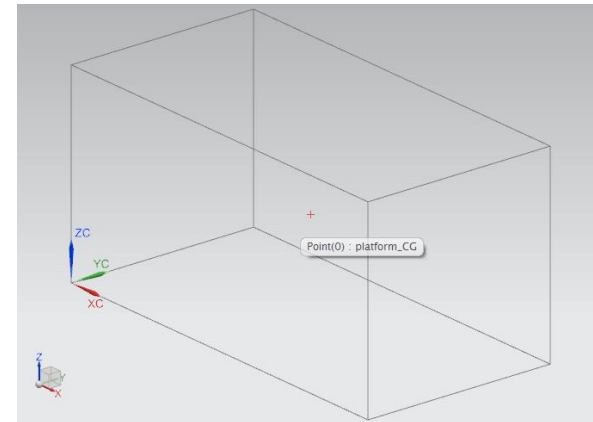 ZC
YC
XC
Point(0) : platform_CG
Z
Y
X